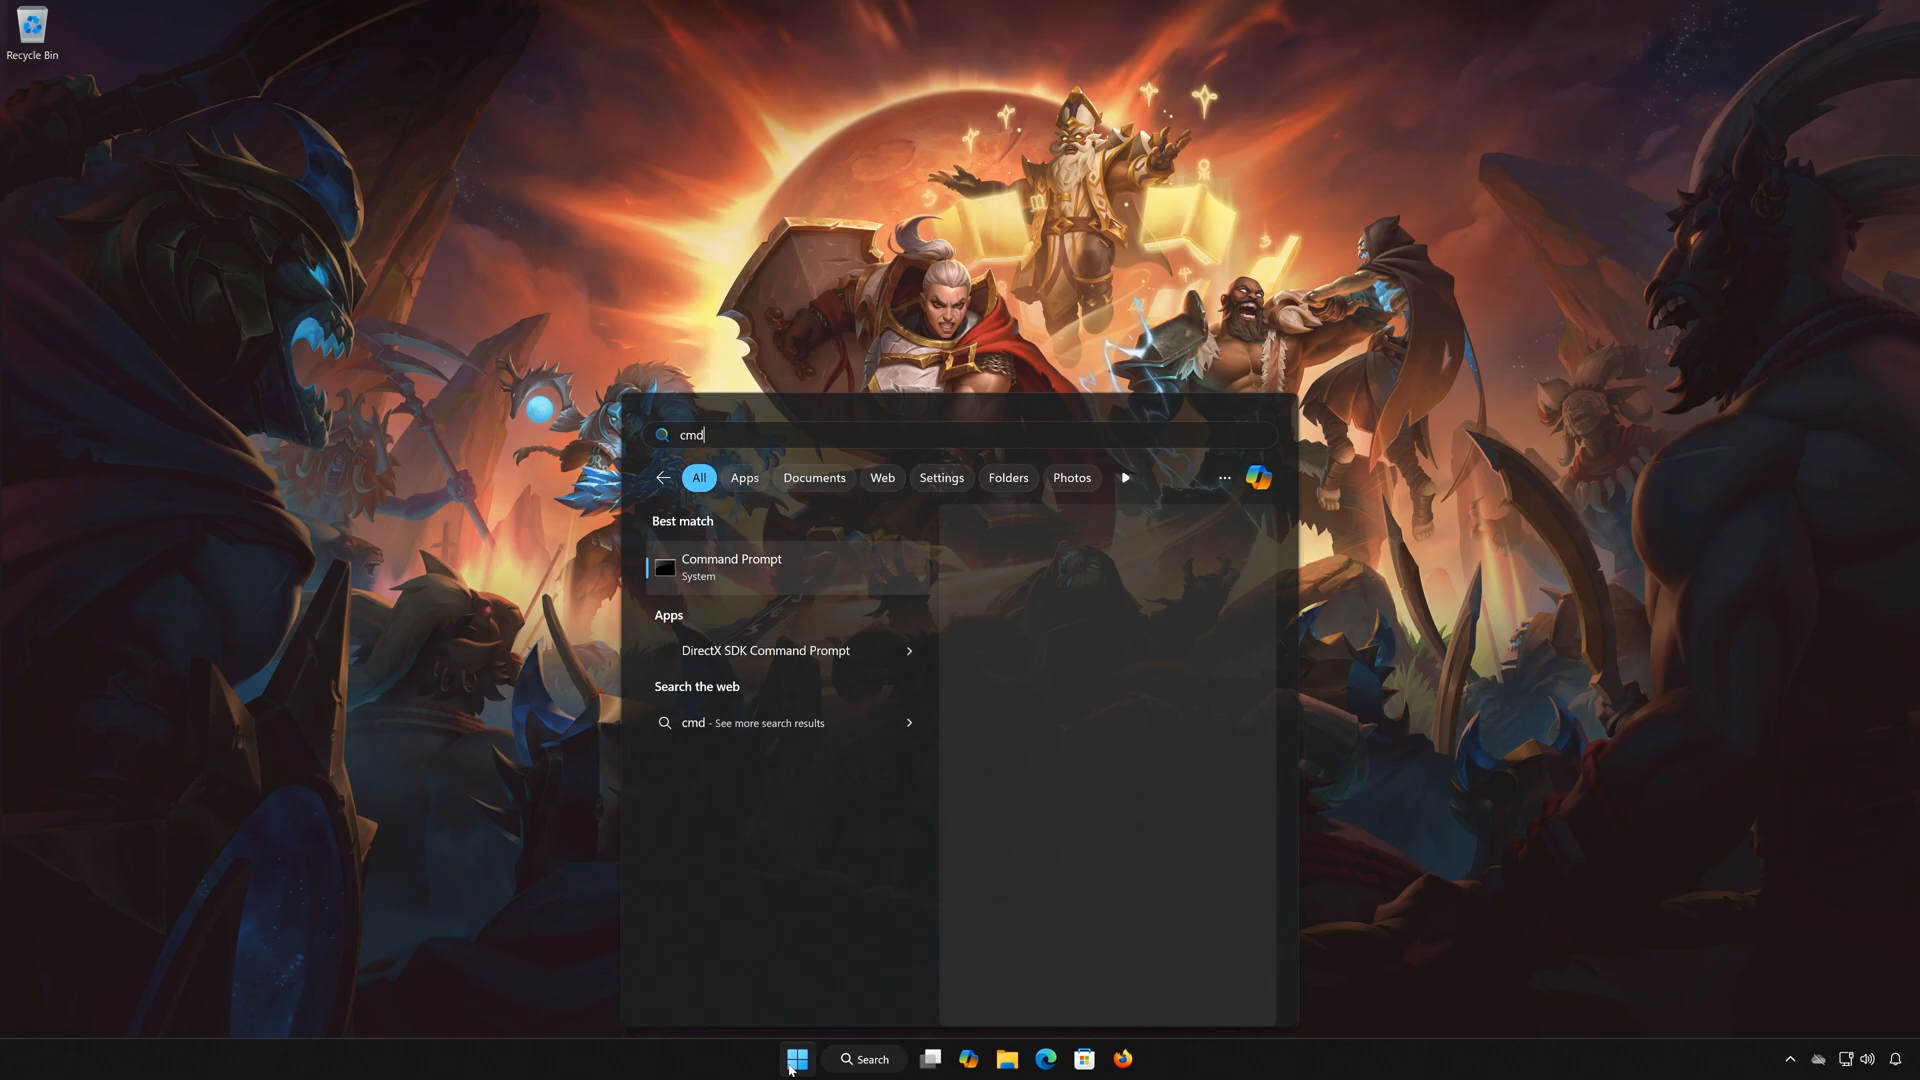 Recycle Bin
cmd
All Apps Documents Web Settings Folders Photos
Best match
Command Prompt
System
Apps
DirectX SDK Command Prompt
Search the web
cmd - See more search results
Search